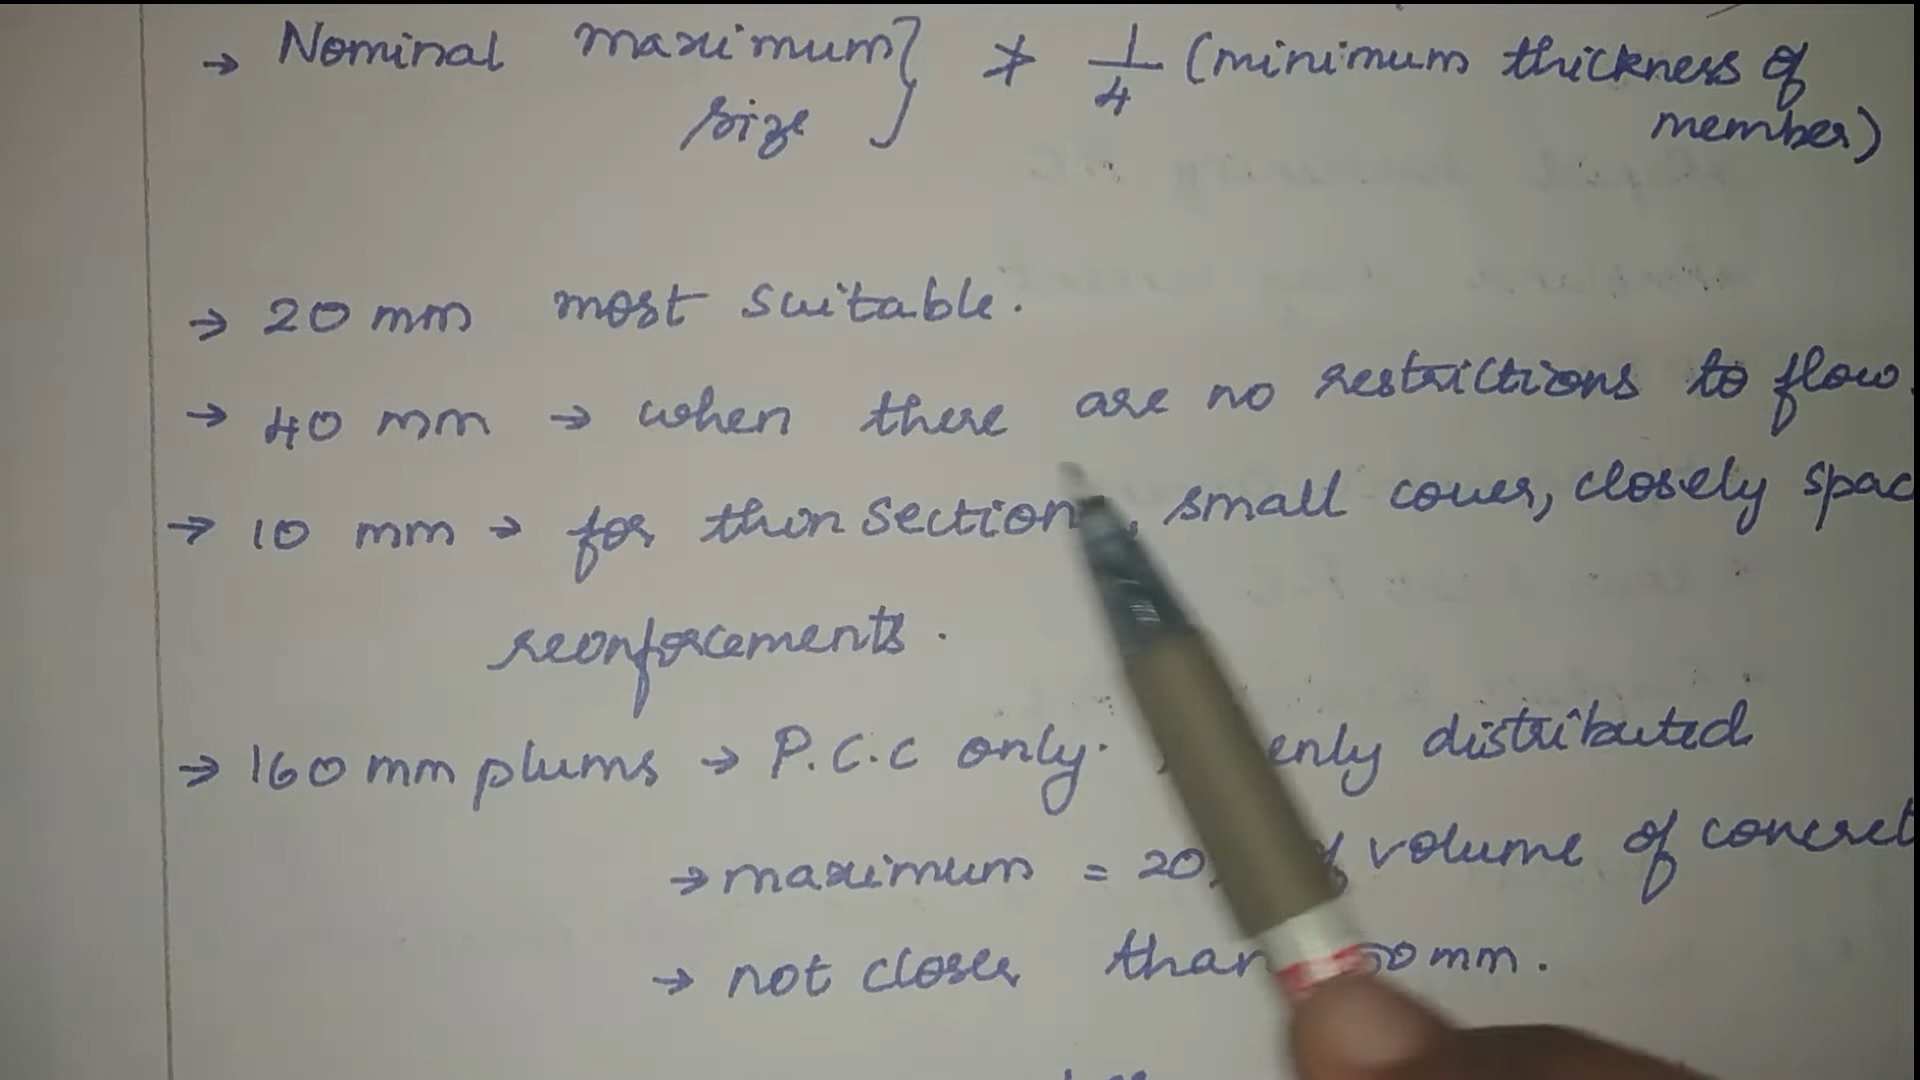 → Nominal maximum } ≯ 1/4 (minimum thickness of
size member)
→ 20 mm most suitable.
→ 40 mm → when there are no restrictions to flow.
→ 10 mm → for thin section, small cover, closely spac
reinforcements.
→ 160 mm plums → P.C.C only. enly distributed
→ maximum = 20 volume of concret
→ not closer than mm.